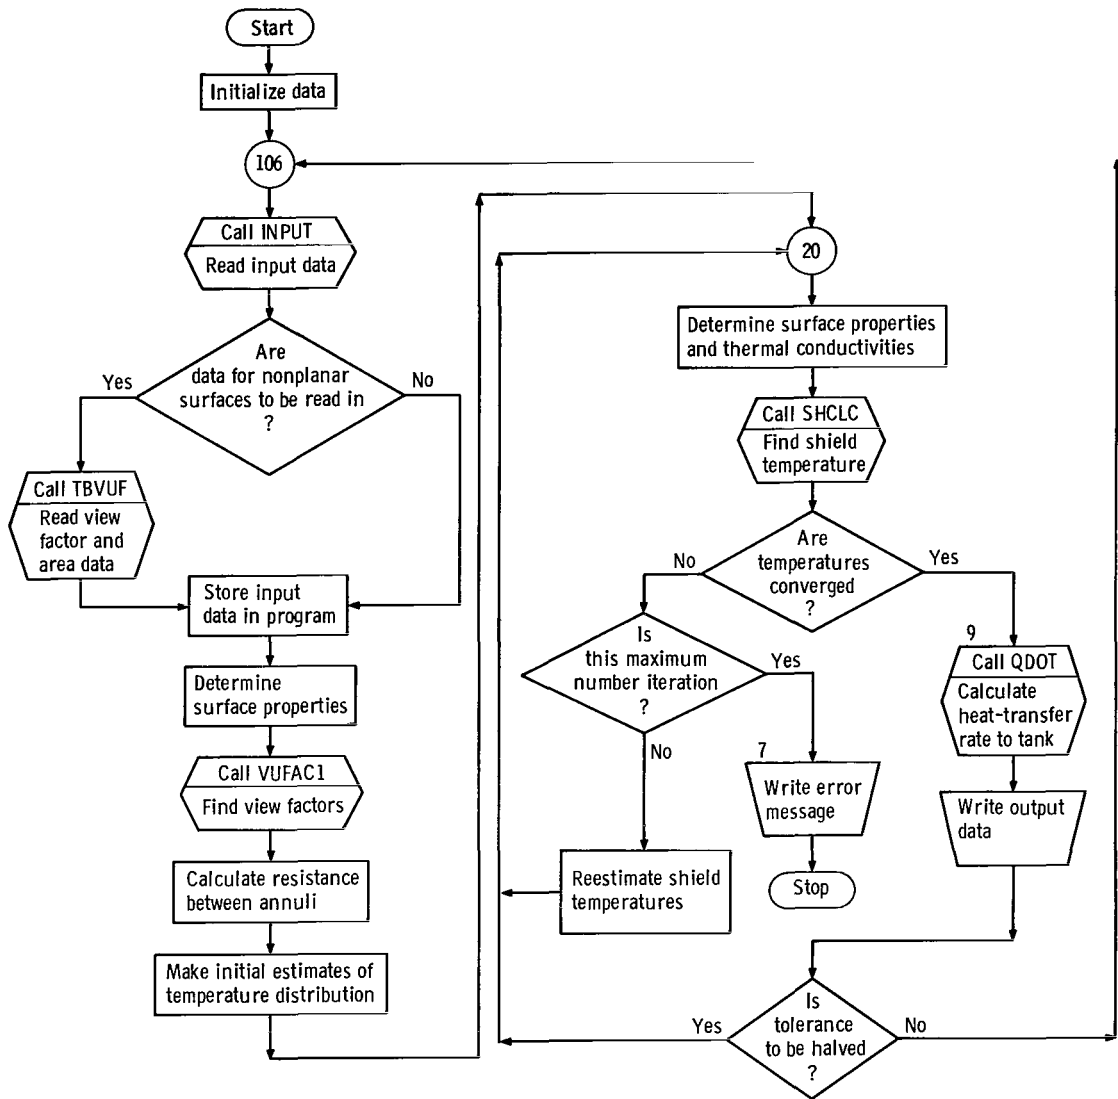 Start
Initialize data
106
Call INPUT
Read input data
Are
data for nonplanar
surfaces to be read in
?
Yes
No
Call TBVUF
Read view
factor and
area data
Store input
data in program
Determine
surface properties
Call VUFAC1
Find view factors
Calculate resistance
between annuli
Make initial estimates of
temperature distribution
20
Determine surface properties
and thermal conductivities
Call SHCLC
Find shield
temperature
Are
temperatures
converged
?
No
Yes
Is
this maximum
number iteration
?
Yes
No
7
Write error
message
Stop
Reestimate shield
temperatures
9
Call QDOT
Calculate
heat-transfer
rate to tank
Write output
data
Is
tolerance
to be halved
?
Yes
No